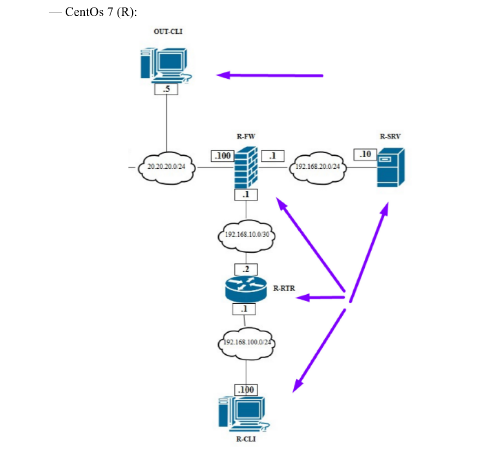 — CentOs 7 (R):
OUT-CLI
.5
R-FW
R-SRV
20.20.20.0/24
.100
.1
192.168.20.0/24
.10
.1
192.168.10.0/30
.2
R-RTR
.1
192.168.100.0/24
.100
R-CLI